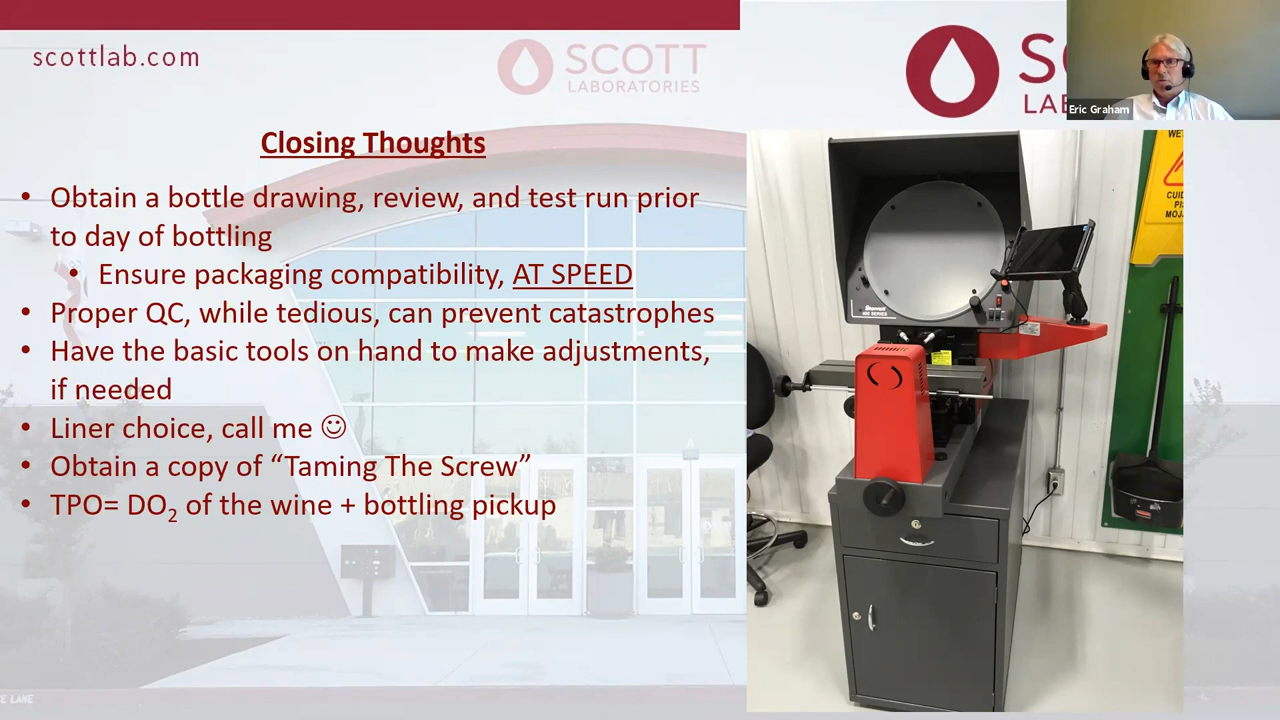 scottlab.com
SCOTT
LABORATORIES
Eric Graham
Closing Thoughts
• Obtain a bottle drawing, review, and test run prior
to day of bottling
• Ensure packaging compatibility, AT SPEED
• Proper QC, while tedious, can prevent catastrophes
• Have the basic tools on hand to make adjustments,
if needed
• Liner choice, call me ☺
• Obtain a copy of “Taming The Screw”
• TPO= DO₂ of the wine + bottling pickup
Starrett